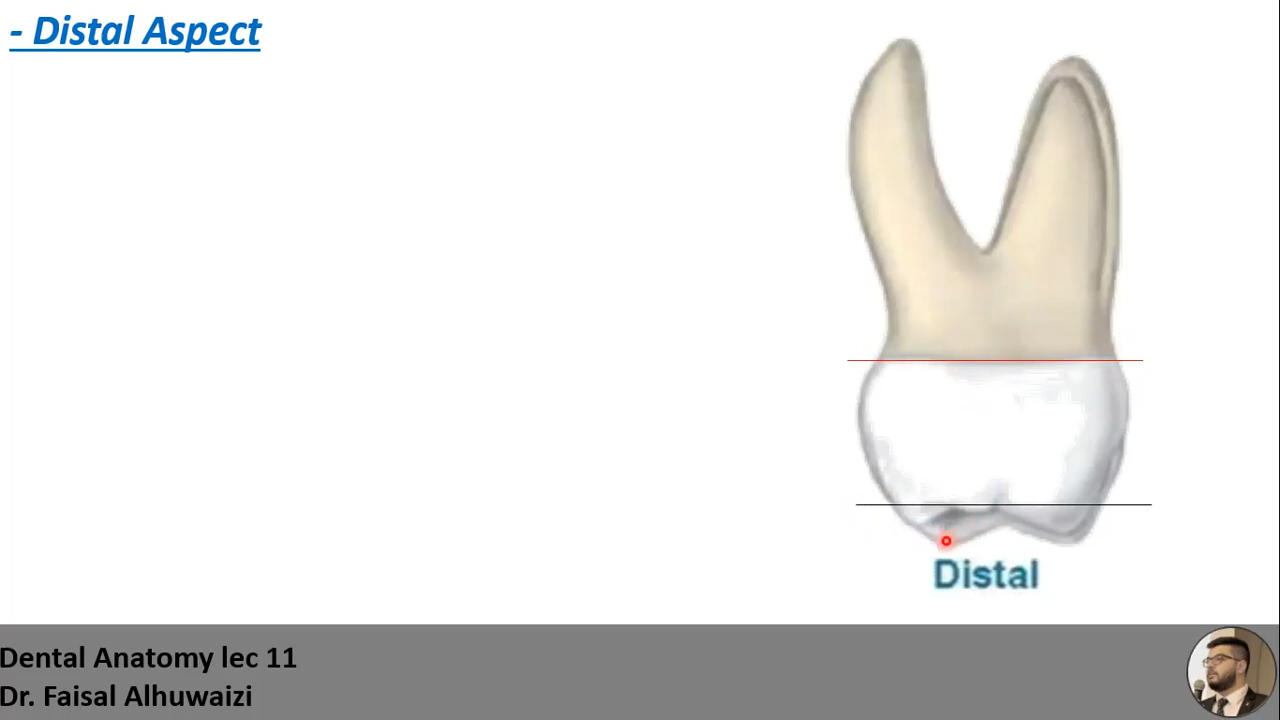 - Distal Aspect
Distal
Dental Anatomy lec 11
Dr. Faisal Alhuwaizi